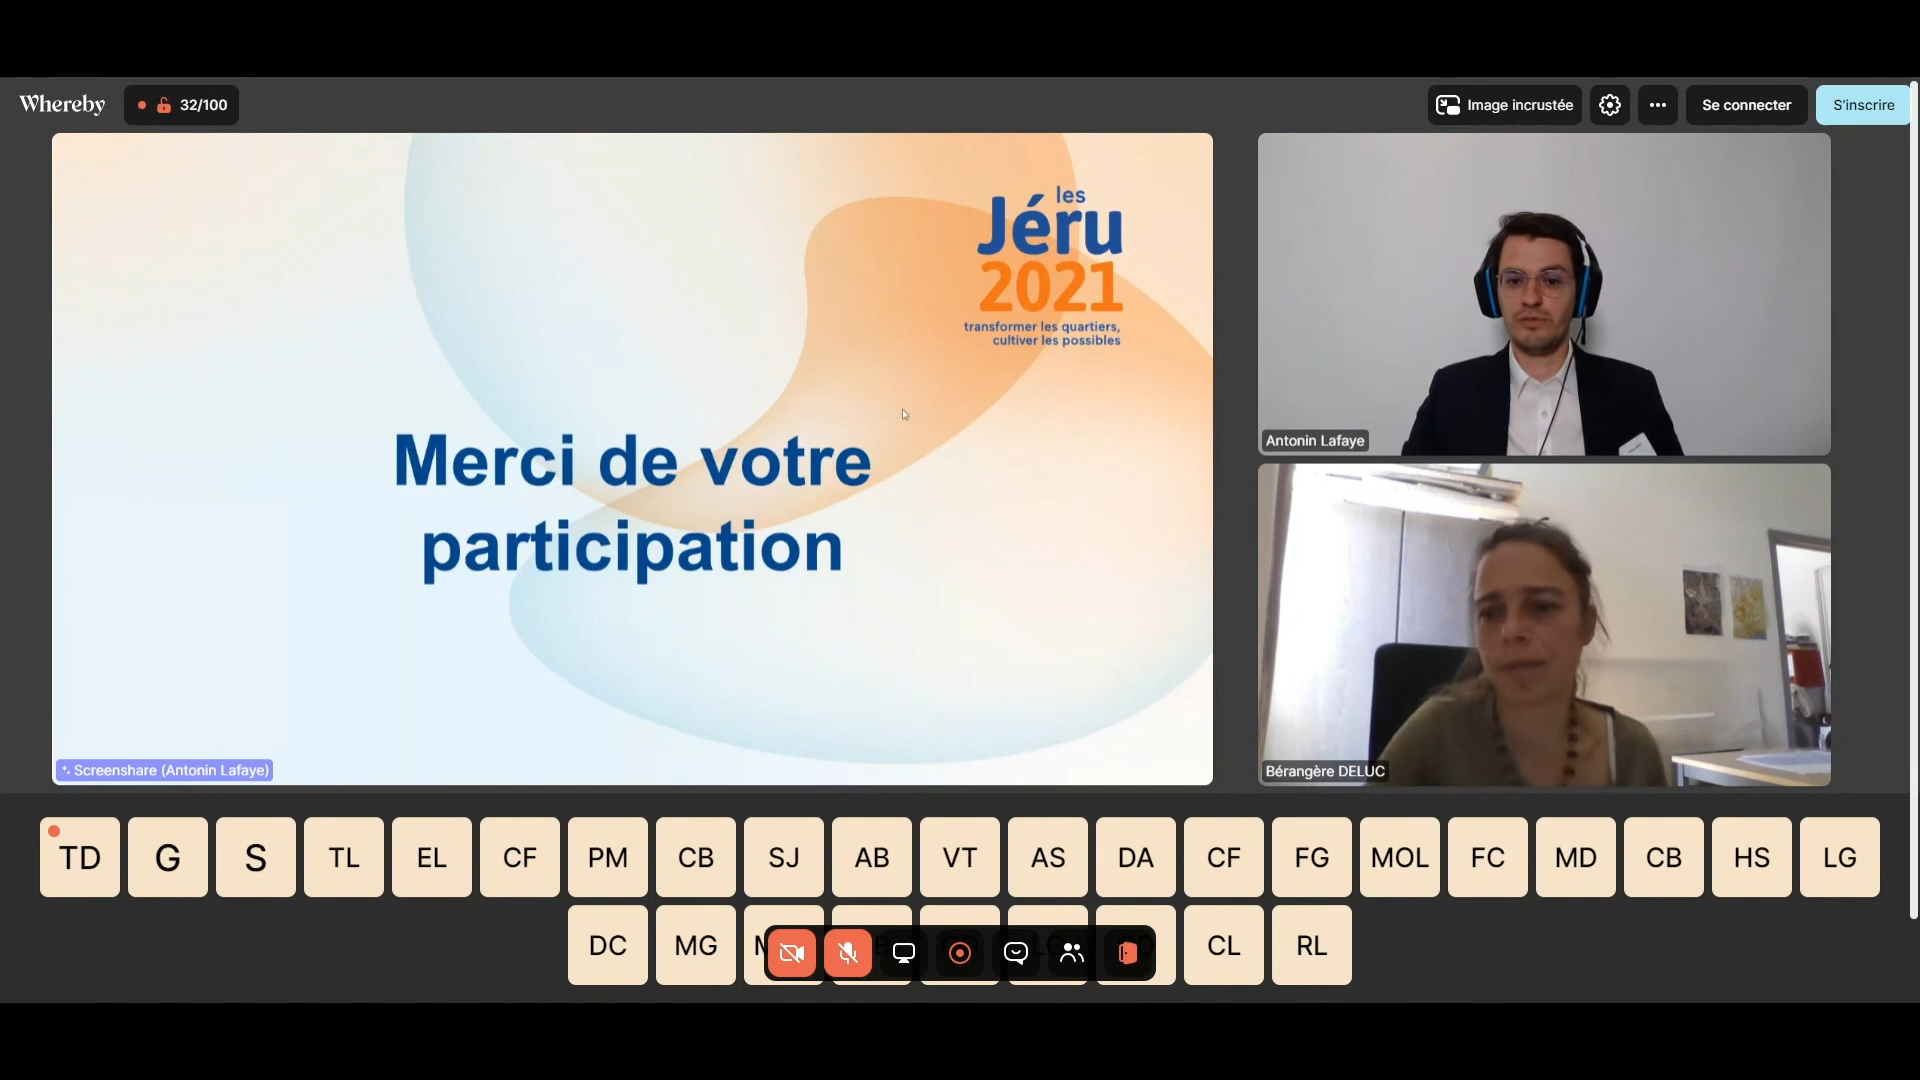 Whereby
32/100
Image incrustée
Se connecter
S'inscrire
les
Jéru
2021
transformer les quartiers,
cultiver les possibles
Merci de votre
participation
Screenshare (Antonin Lafaye)
Antonin Lafaye
Bérangère DELUC
TD G S TL EL CF PM CB SJ AB VT AS DA CF FG MOL FC MD CB HS LG
DC MG CL RL